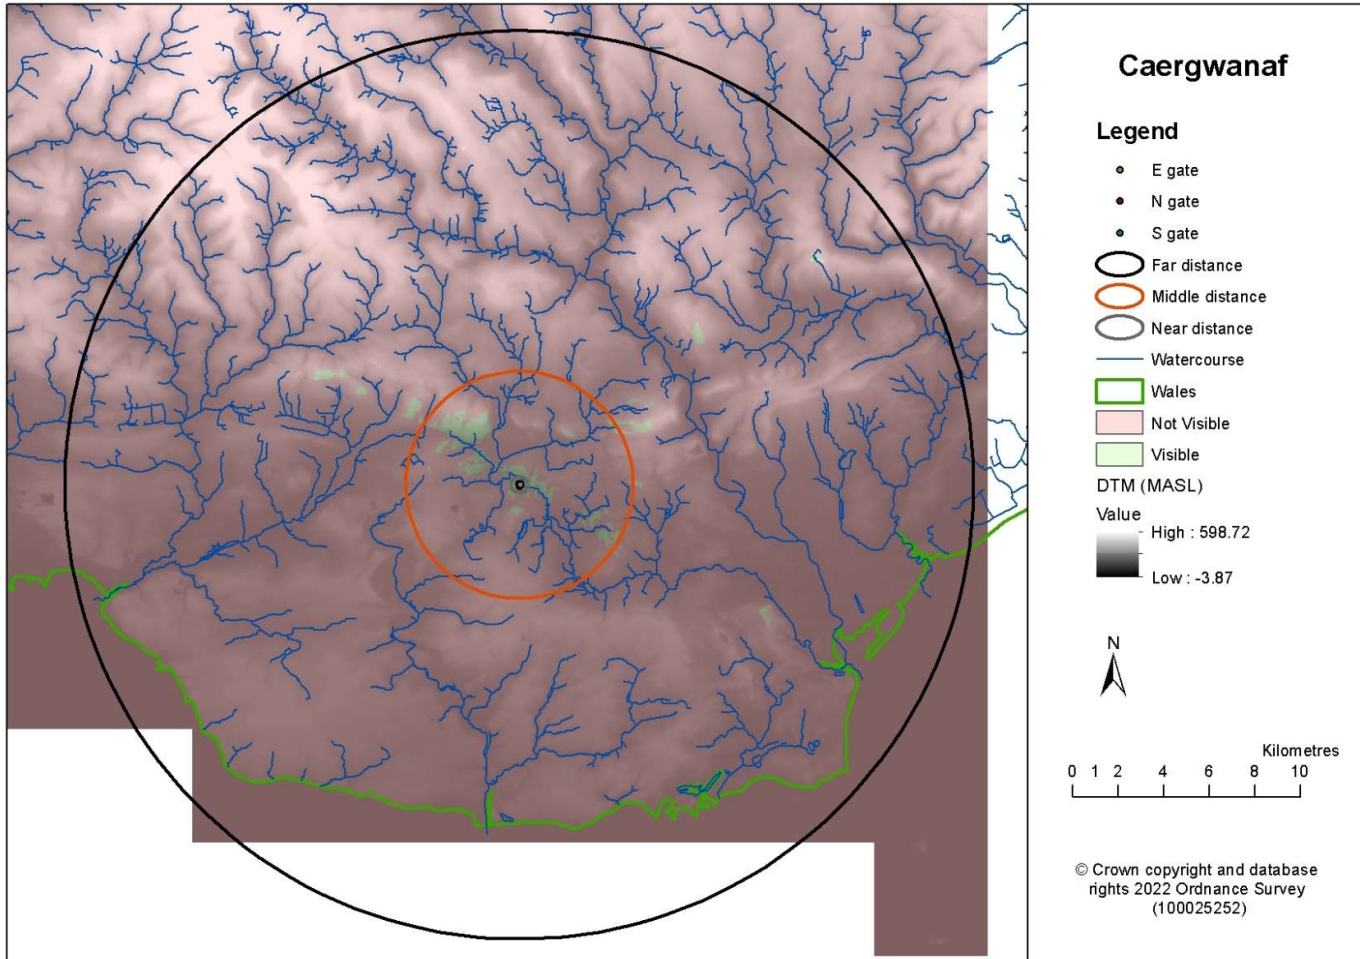 Caergwanaf
Legend
E gate
N gate
S gate
Far distance
Middle distance
Near distance
Watercourse
Wales
Not Visible
Visible
DTM (MASL)
Value
High : 598.72
Low : -3.87
N
Kilometres
0 1 2 4 6 8 10
© Crown copyright and database
rights 2022 Ordnance Survey
(100025252)